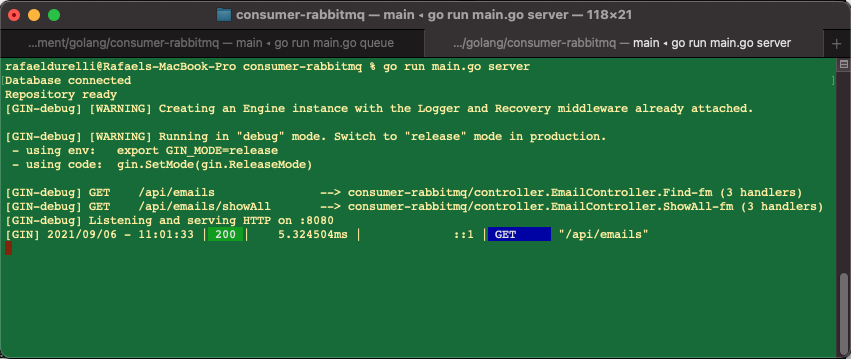 consumer-rabbitmq — main ◂ go run main.go server — 118×21
...ment/golang/consumer-rabbitmq — main ◂ go run main.go queue
.../golang/consumer-rabbitmq — main ◂ go run main.go server
+
rafaeldurelli@Rafaels-MacBook-Pro consumer-rabbitmq % go run main.go server
[Database connected ]
Repository ready
[GIN-debug] [WARNING] Creating an Engine instance with the Logger and Recovery middleware already attached.
[GIN-debug] [WARNING] Running in "debug" mode. Switch to "release" mode in production.
- using env: export GIN_MODE=release
- using code: gin.SetMode(gin.ReleaseMode)
[GIN-debug] GET /api/emails --> consumer-rabbitmq/controller.EmailController.Find-fm (3 handlers)
[GIN-debug] GET /api/emails/showAll --> consumer-rabbitmq/controller.EmailController.ShowAll-fm (3 handlers)
[GIN-debug] Listening and serving HTTP on :8080
[GIN] 2021/09/06 - 11:01:33 | 200 | 5.324504ms | ::1 | GET "/api/emails"